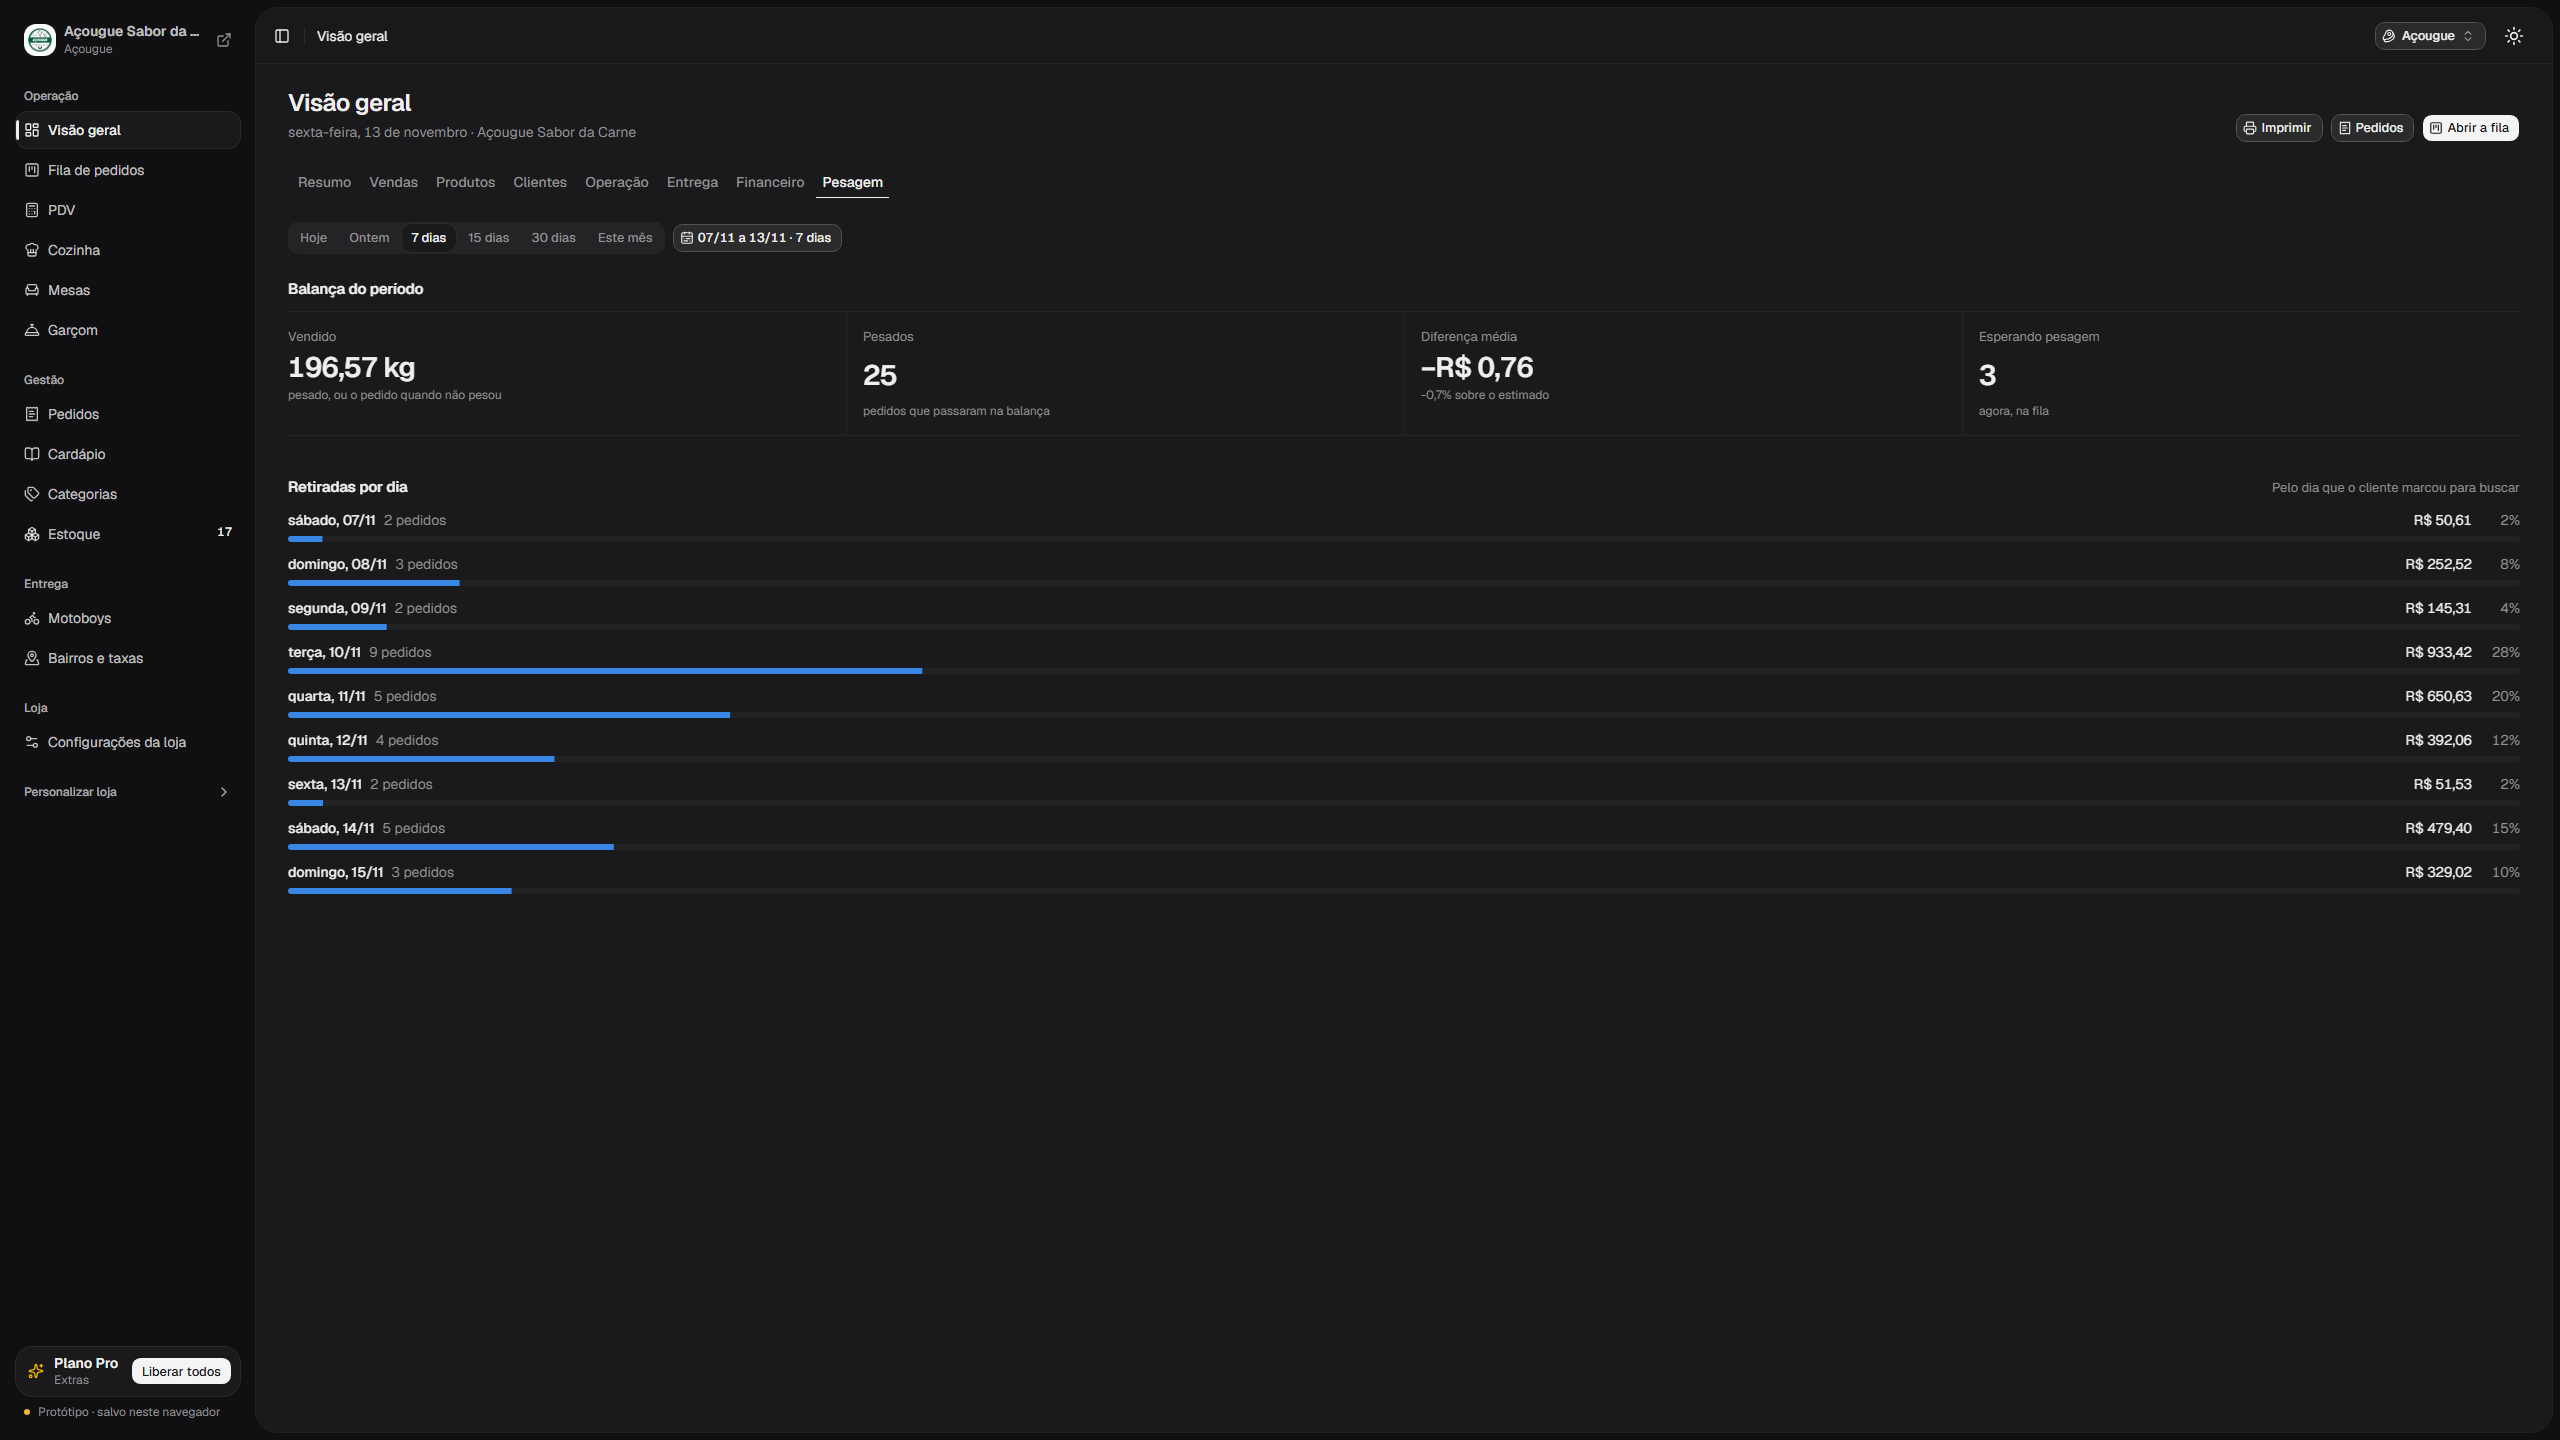 Açougue Sabor da ...
Açougue
Operação
Visão geral
Fila de pedidos
PDV
Cozinha
Mesas
Garçom
Gestão
Pedidos
Cardápio
Categorias
Estoque 17
Entrega
Motoboys
Bairros e taxas
Loja
Configurações da loja
Personalizar loja
Plano Pro
Extras
Liberar todos
Protótipo · salvo neste navegador
Visão geral
Açougue
Visão geral
sexta-feira, 13 de novembro · Açougue Sabor da Carne
Imprimir Pedidos Abrir a fila
Resumo Vendas Produtos Clientes Operação Entrega Financeiro Pesagem
Hoje Ontem 7 dias 15 dias 30 dias Este mês 07/11 a 13/11 · 7 dias
Balança do período
Vendido
196,57 kg
pesado, ou o pedido quando não pesou
Pesados
25
pedidos que passaram na balança
Diferença média
−R$ 0,76
-0,7% sobre o estimado
Esperando pesagem
3
agora, na fila
Retiradas por dia Pelo dia que o cliente marcou para buscar
sábado, 07/11 2 pedidos R$ 50,61 2%
domingo, 08/11 3 pedidos R$ 252,52 8%
segunda, 09/11 2 pedidos R$ 145,31 4%
terça, 10/11 9 pedidos R$ 933,42 28%
quarta, 11/11 5 pedidos R$ 650,63 20%
quinta, 12/11 4 pedidos R$ 392,06 12%
sexta, 13/11 2 pedidos R$ 51,53 2%
sábado, 14/11 5 pedidos R$ 479,40 15%
domingo, 15/11 3 pedidos R$ 329,02 10%